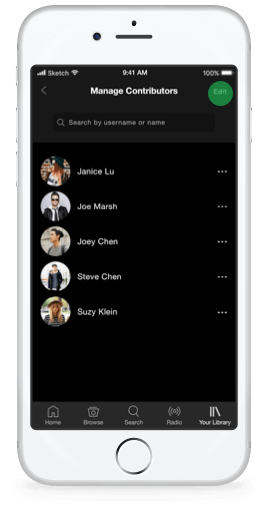 Sketch
9:41 AM
100%
Manage Contributors
Edit
Search by username or name
Janice Lu
Joe Marsh
Joey Chen
Steve Chen
Suzy Klein
Home
Browse
Search
Radio
Your Library